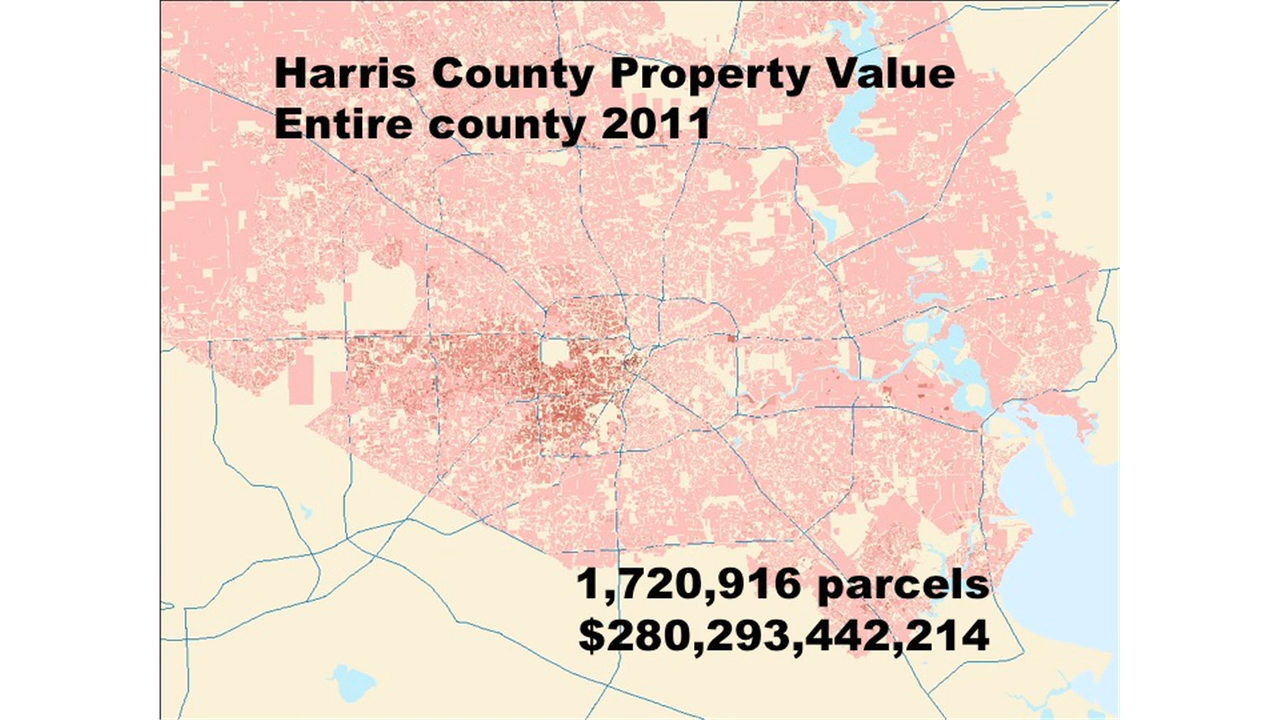 Harris County Property Value
Entire county 2011
1,720,916 parcels
$280,293,442,214